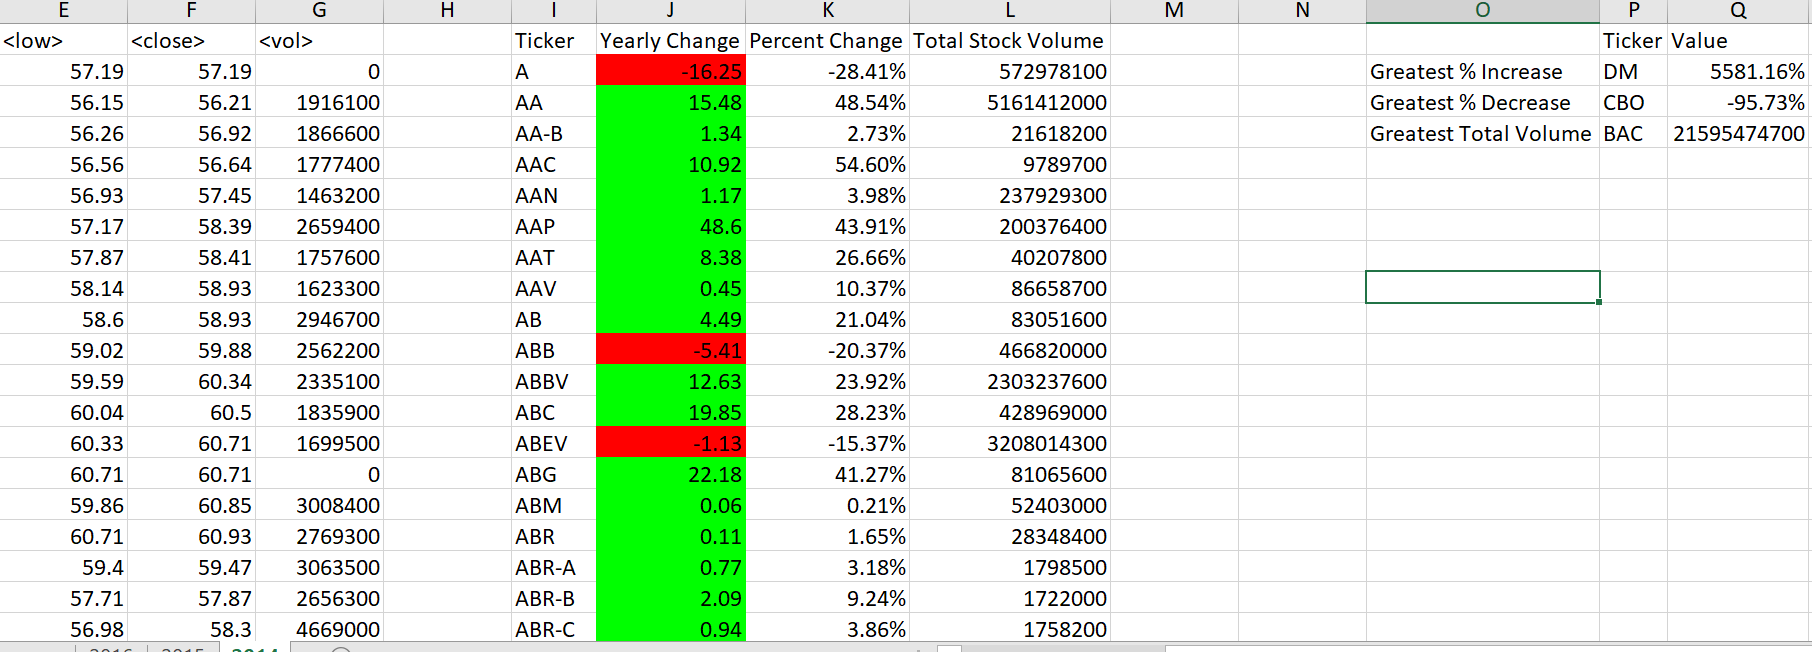 E F G H I J K L M N O P Q
<low> <close> <vol> Ticker Yearly Change Percent Change Total Stock Volume Ticker Value
57.19 57.19 0 A -16.25 -28.41% 572978100 Greatest % Increase DM 5581.16%
56.15 56.21 1916100 AA 15.48 48.54% 5161412000 Greatest % Decrease CBO -95.73%
56.26 56.92 1866600 AA-B 1.34 2.73% 21618200 Greatest Total Volume BAC 21595474700
56.56 56.64 1777400 AAC 10.92 54.60% 9789700
56.93 57.45 1463200 AAN 1.17 3.98% 237929300
57.17 58.39 2659400 AAP 48.6 43.91% 200376400
57.87 58.41 1757600 AAT 8.38 26.66% 40207800
58.14 58.93 1623300 AAV 0.45 10.37% 86658700
58.6 58.93 2946700 AB 4.49 21.04% 83051600
59.02 59.88 2562200 ABB -5.41 -20.37% 466820000
59.59 60.34 2335100 ABBV 12.63 23.92% 2303237600
60.04 60.5 1835900 ABC 19.85 28.23% 428969000
60.33 60.71 1699500 ABEV -1.13 -15.37% 3208014300
60.71 60.71 0 ABG 22.18 41.27% 81065600
59.86 60.85 3008400 ABM 0.06 0.21% 52403000
60.71 60.93 2769300 ABR 0.11 1.65% 28348400
59.4 59.47 3063500 ABR-A 0.77 3.18% 1798500
57.71 57.87 2656300 ABR-B 2.09 9.24% 1722000
56.98 58.3 4669000 ABR-C 0.94 3.86% 1758200
2016 2015 2014